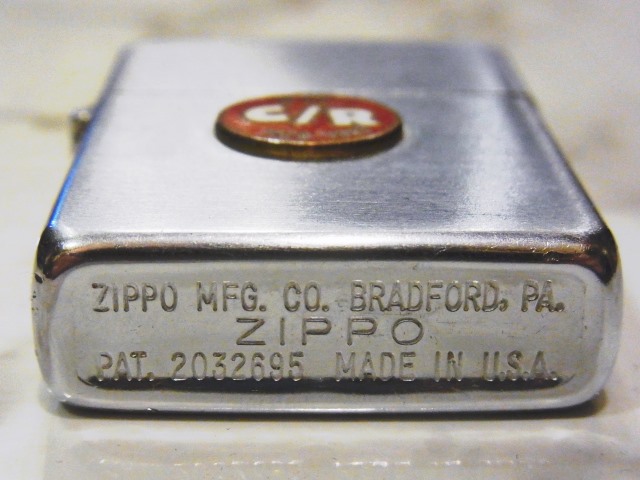 C/R
ZIPPO MFG. CO. BRADFORD. PA.
ZIPPO
PAT. 2032695 MADE IN U.S.A.